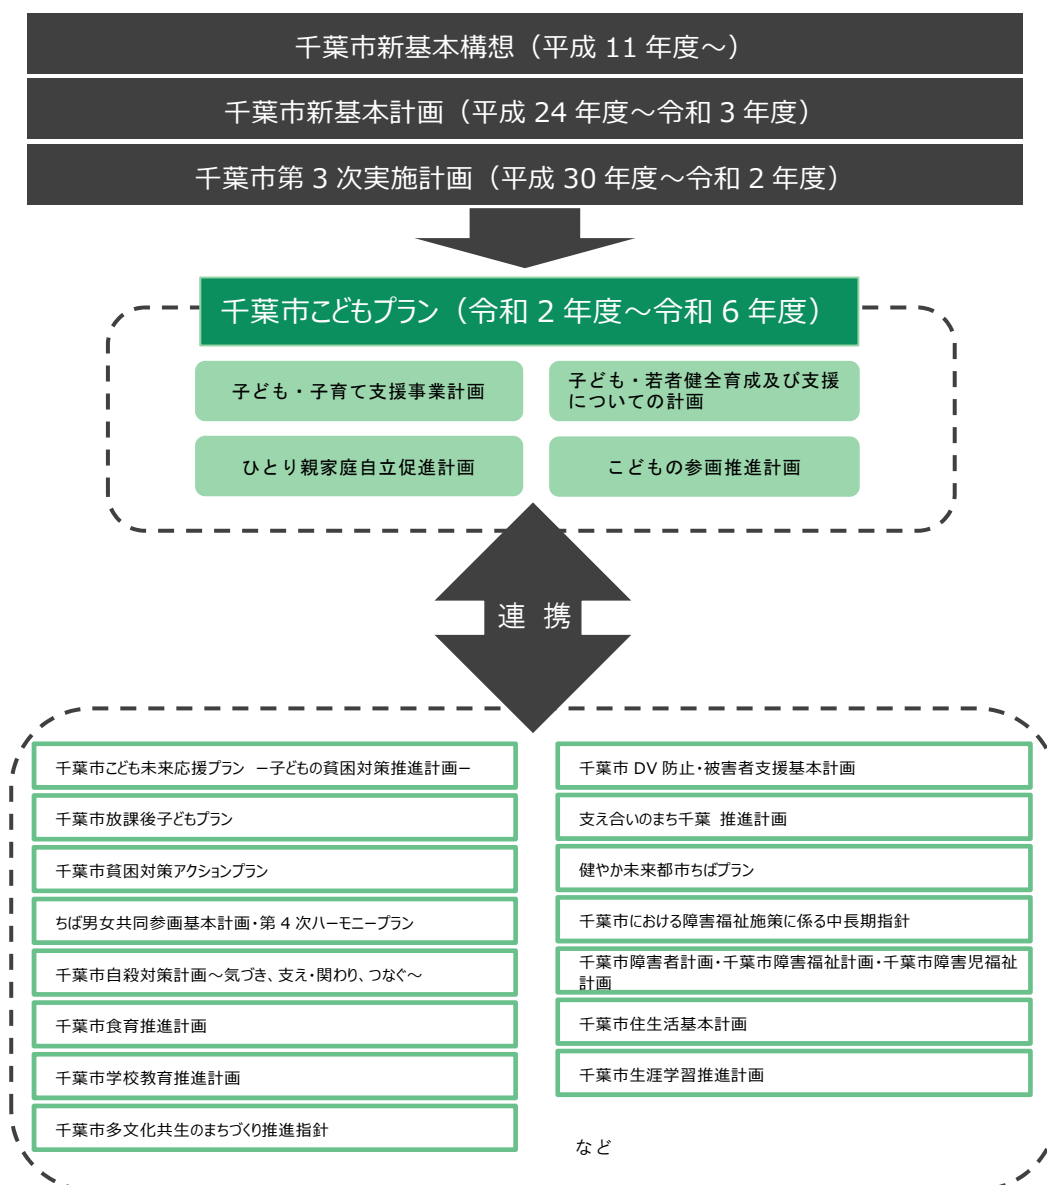 千葉市新基本構想（平成 11 年度～）
千葉市新基本計画（平成 24 年度～令和 3 年度）
千葉市第 3 次実施計画（平成 30 年度～令和 2 年度）
千葉市こどもプラン（令和 2 年度～令和 6 年度）
子ども・子育て支援事業計画
子ども・若者健全育成及び支援
についての計画
ひとり親家庭自立促進計画
こどもの参画推進計画
連 携
千葉市こども未来応援プラン －子どもの貧困対策推進計画－
千葉市放課後子どもプラン
千葉市貧困対策アクションプラン
ちば男女共同参画基本計画・第 4 次ハーモニープラン
千葉市自殺対策計画～気づき、支え・関わり、つなぐ～
千葉市食育推進計画
千葉市学校教育推進計画
千葉市多文化共生のまちづくり推進指針
千葉市 DV 防止・被害者支援基本計画
支え合いのまち千葉 推進計画
健やか未来都市ちばプラン
千葉市における障害福祉施策に係る中長期指針
千葉市障害者計画・千葉市障害福祉計画・千葉市障害児福祉
計画
千葉市住生活基本計画
千葉市生涯学習推進計画
など